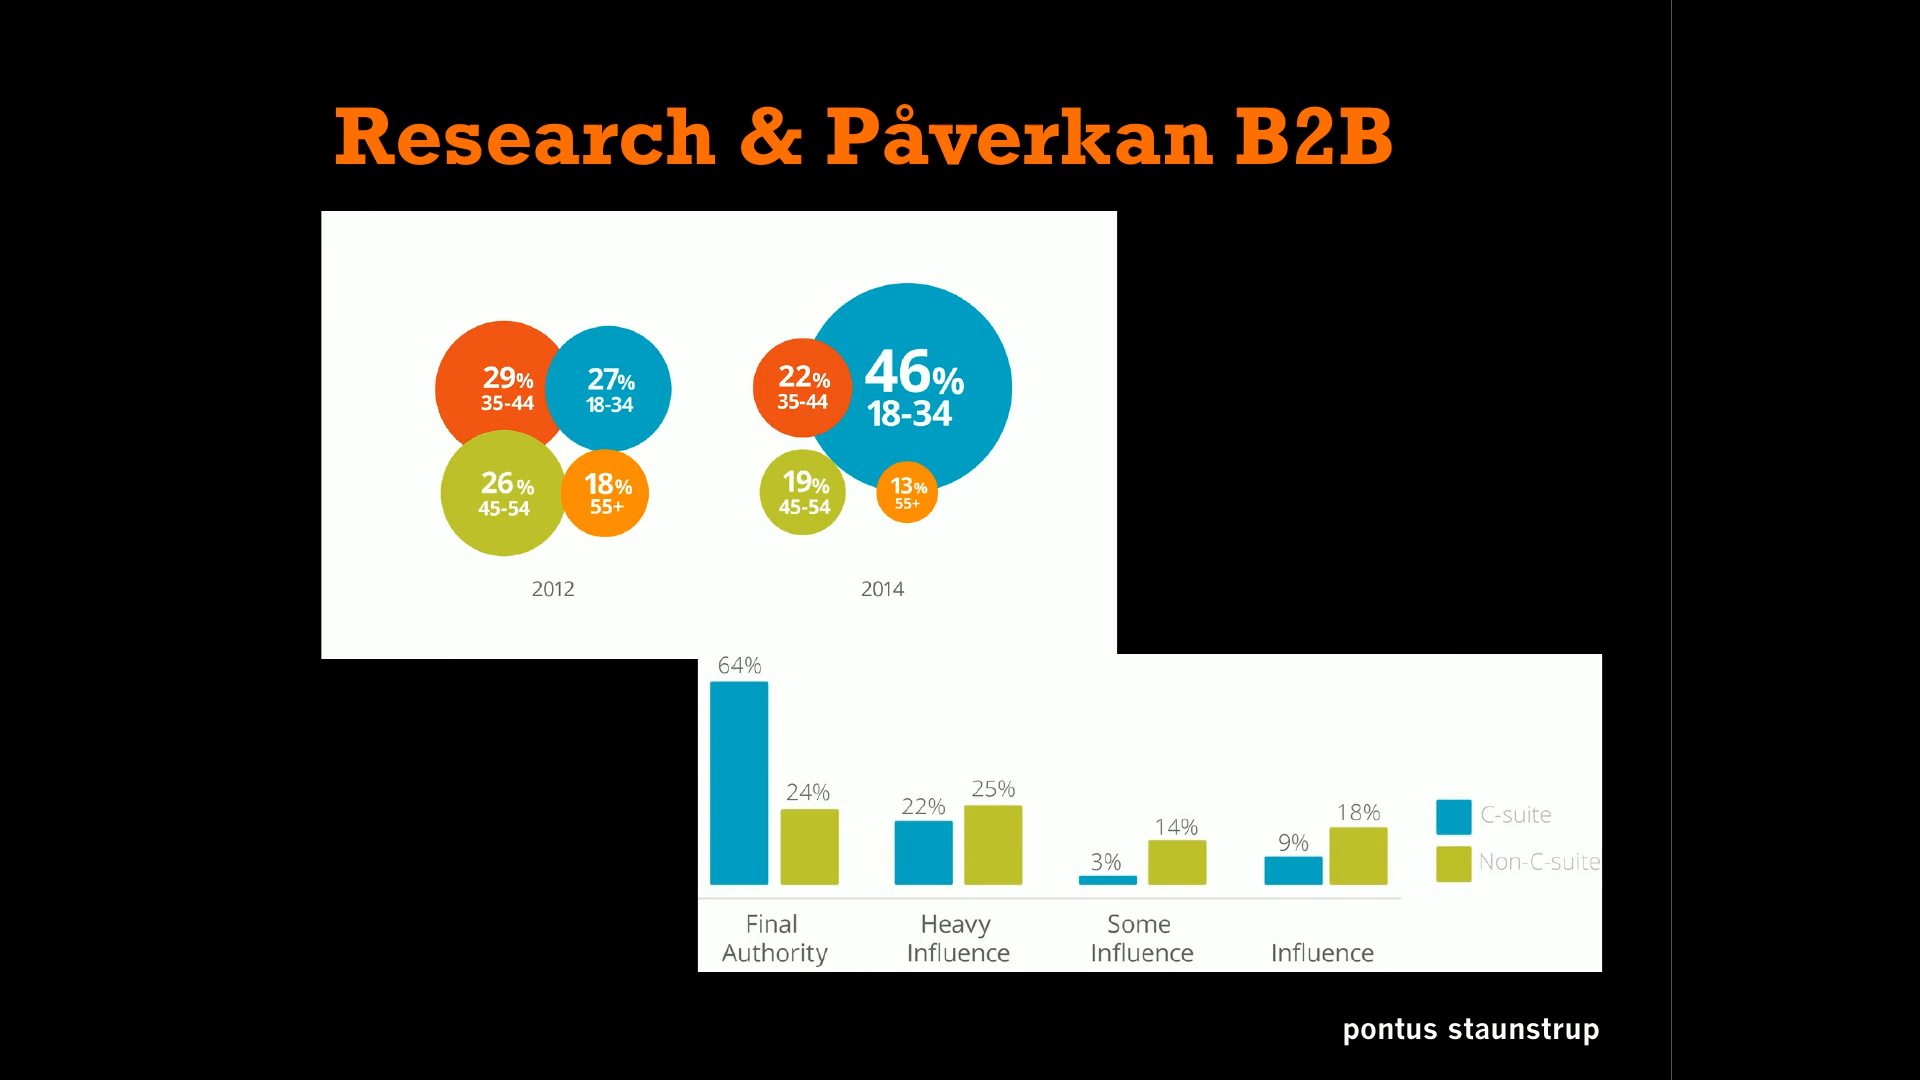 Research & Påverkan B2B
29%
35-44
27%
18-34
26%
45-54
18%
55+
2012
22%
35-44
46%
18-34
19%
45-54
13%
55+
2014
64%
24%
22%
25%
3%
14%
9%
18%
Final
Authority
Heavy
Influence
Some
Influence
Influence
C-suite
Non-C-suite
pontus staunstrup